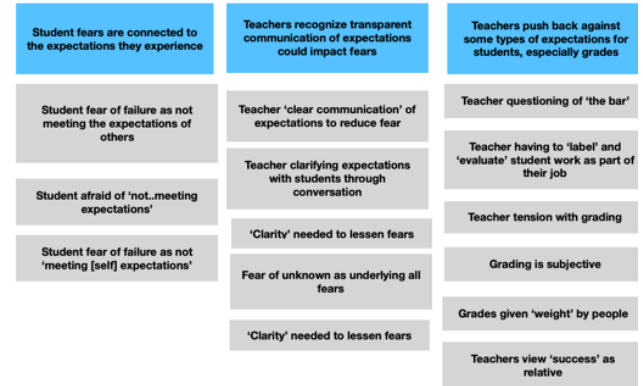 Student fears are connected to
the expectations they experience
Student fear of failure as not
meeting the expectations of
others
Student afraid of ‘not..meeting
expectations’
Student fear of failure as not
‘meeting [self] expectations’
Teachers recognize transparent
communication of expectations
could impact fears
Teacher ‘clear communication’ of
expectations to reduce fear
Teacher clarifying expectations
with students through
conversation
‘Clarity’ needed to lessen fears
Fear of unknown as underlying all
fears
‘Clarity’ needed to lessen fears
Teachers push back against
some types of expectations for
students, especially grades
Teacher questioning of ‘the bar’
Teacher having to ‘label’ and
‘evaluate’ student work as part of
their job
Teacher tension with grading
Grading is subjective
Grades given ‘weight’ by people
Teachers view ‘success’ as
relative